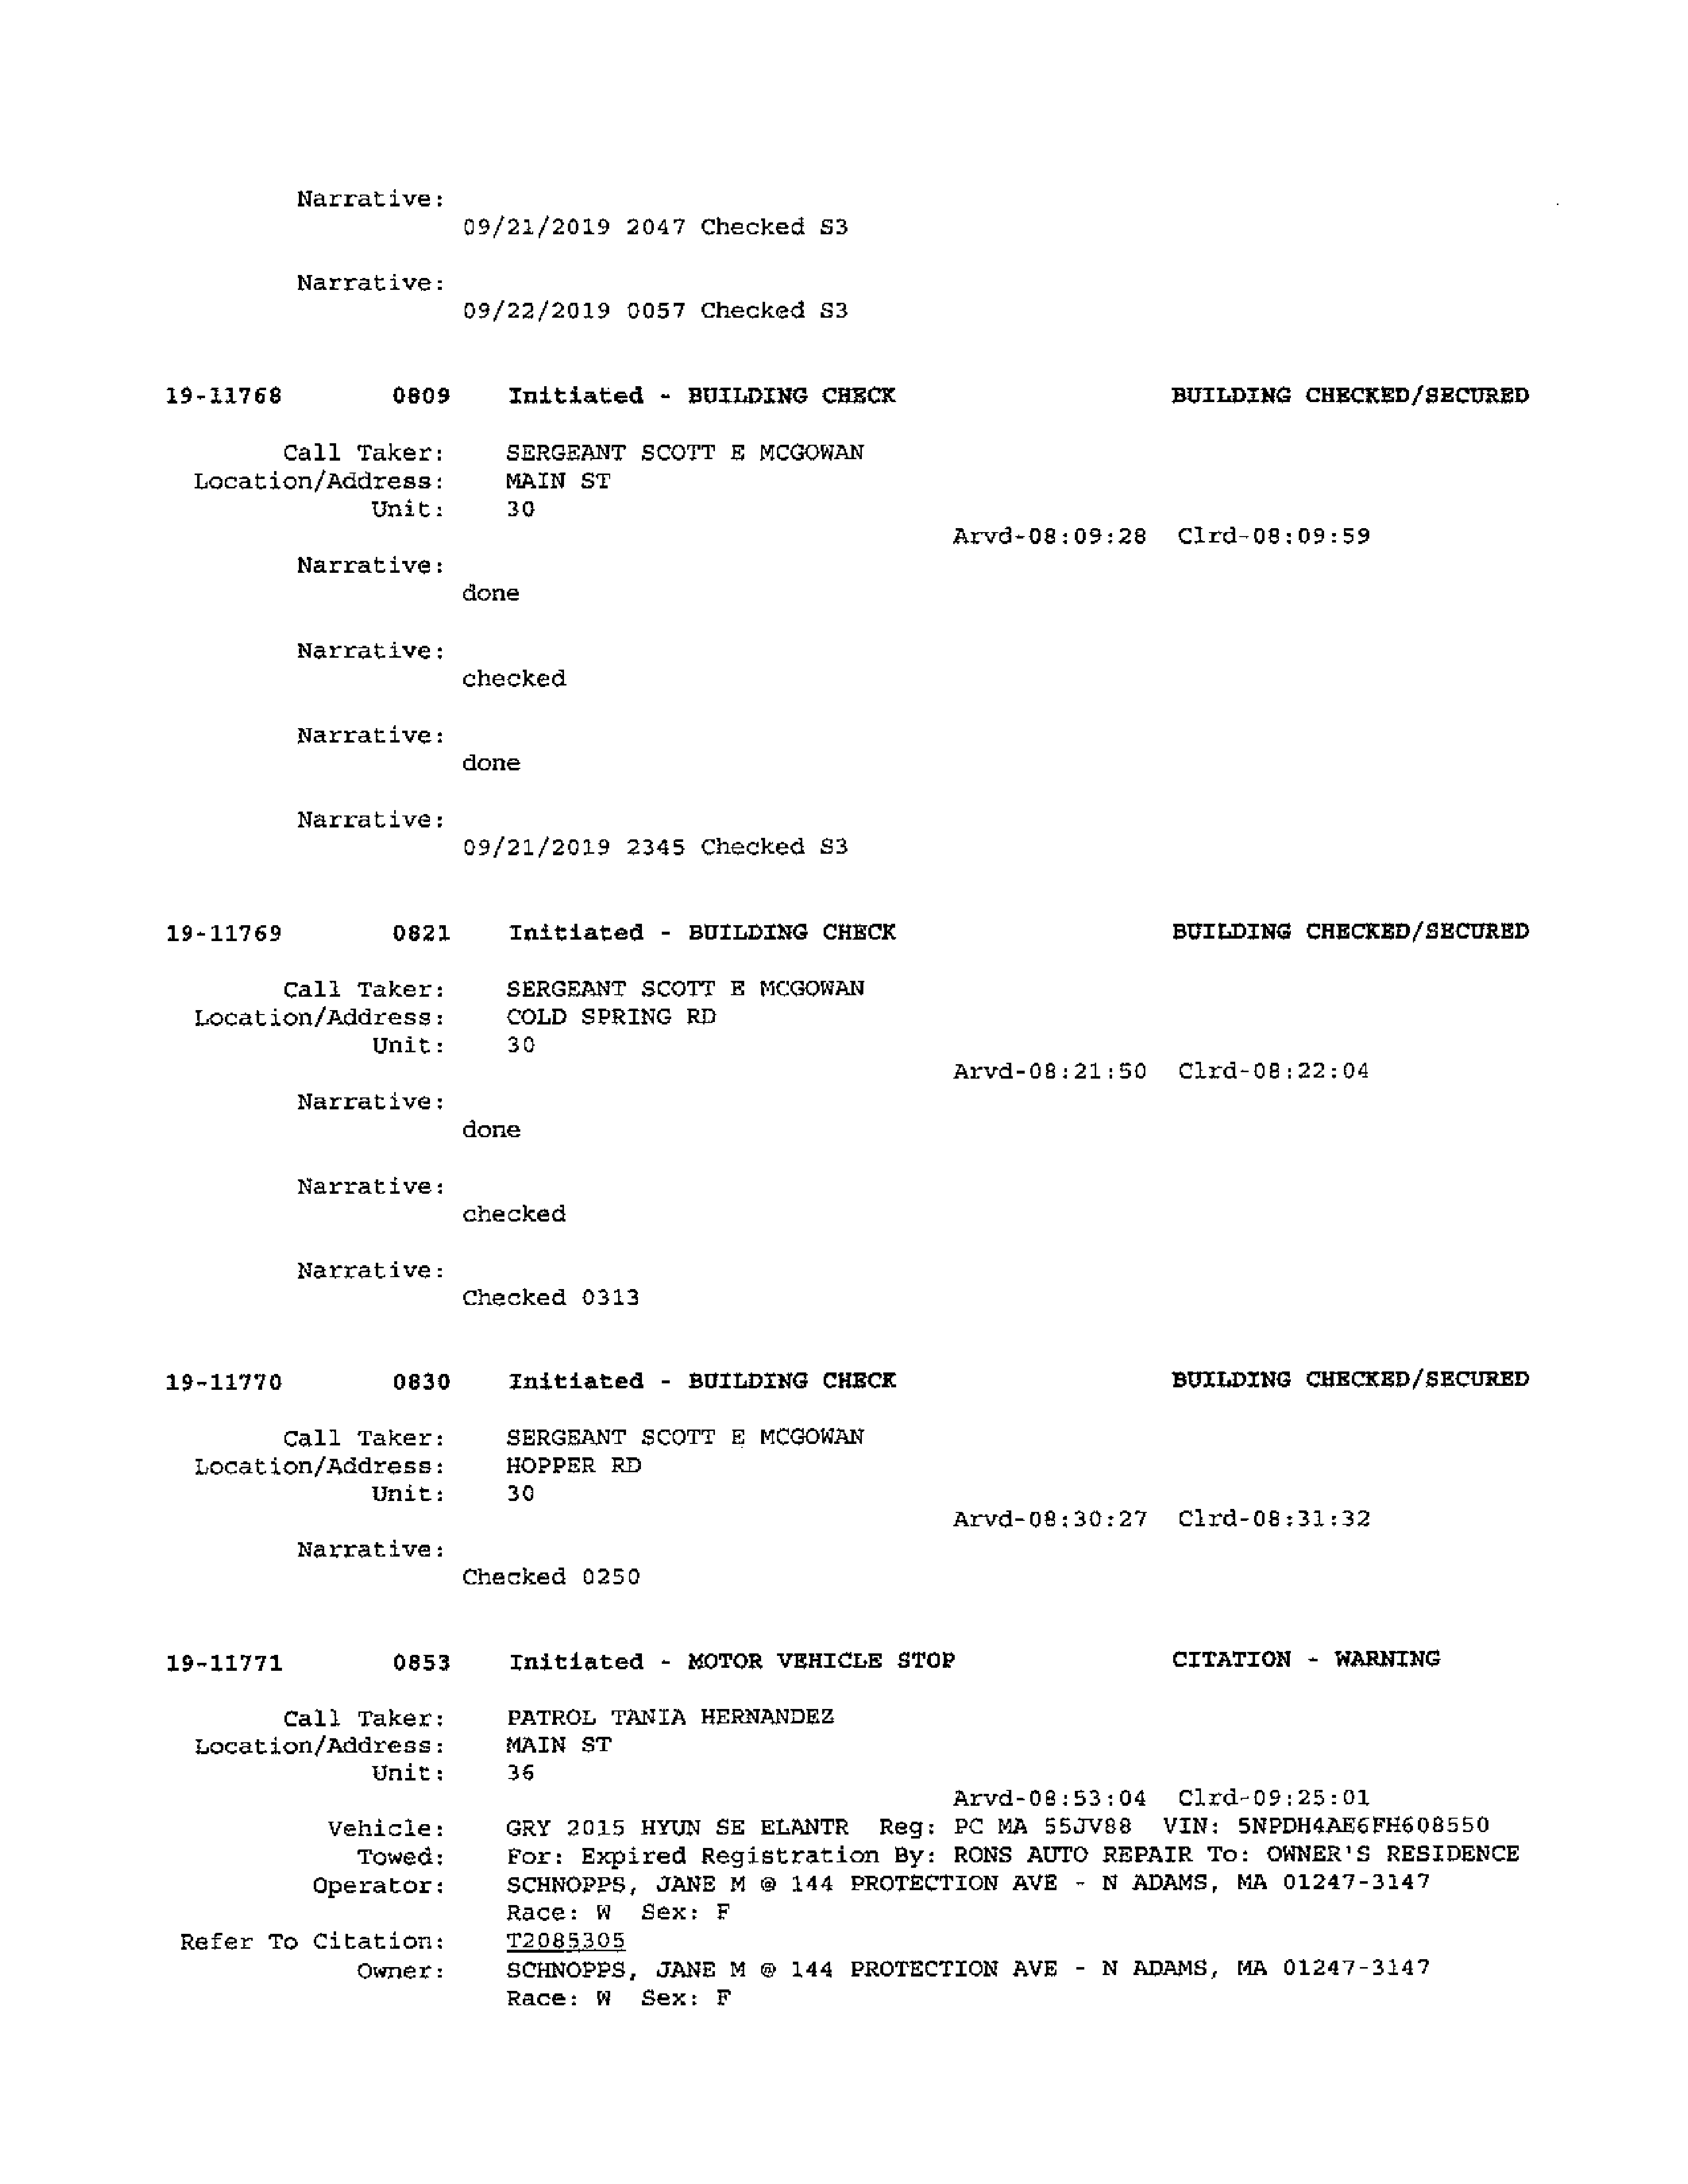 Narrative:
09/21/2019 2047 Checked S3
Narrative:
09/22/2019 0057 Checked S3
19-11768 0809 Initiated - BUILDING CHECK BUILDING CHECKED/SECURED
Call Taker: SERGEANT SCOTT E MCGOWAN
Location/Address: MAIN ST
Unit: 30
Arvd-08:09:28 Clrd-08:09:59
Narrative:
done
Narrative:
checked
Narrative:
done
Narrative:
09/21/2019 2345 Checked S3
19-11769 0821 Initiated - BUILDING CHECK BUILDING CHECKED/SECURED
Call Taker: SERGEANT SCOTT E MCGOWAN
Location/Address: COLD SPRING RD
Unit: 30
Arvd-08:21:50 Clrd-08:22:04
Narrative:
done
Narrative:
checked
Narrative:
Checked 0313
19-11770 0830 Initiated - BUILDING CHECK BUILDING CHECKED/SECURED
Call Taker: SERGEANT SCOTT E MCGOWAN
Location/Address: HOPPER RD
Unit: 30
Arvd-08:30:27 Clrd-08:31:32
Narrative:
Checked 0250
19-11771 0853 Initiated - MOTOR VEHICLE STOP CITATION - WARNING
Call Taker: PATROL TANIA HERNANDEZ
Location/Address: MAIN ST
Unit: 36
Arvd-08:53:04 Clrd-09:25:01
Vehicle: GRY 2015 HYUN SE ELANTR Reg: PC MA 55JV88 VIN: 5NPDH4AE6FH608550
Towed: For: Expired Registration By: RONS AUTO REPAIR To: OWNER'S RESIDENCE
Operator: SCHNOPPS, JANE M @ 144 PROTECTION AVE - N ADAMS, MA 01247-3147
Race: W Sex: F
Refer To Citation: T2085305
Owner: SCHNOPPS, JANE M @ 144 PROTECTION AVE - N ADAMS, MA 01247-3147
Race: W Sex: F